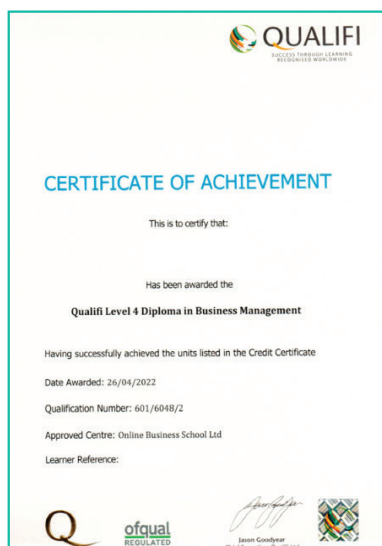 QUALIFI
SUCCESS THROUGH LEARNING
RECOGNISED WORLDWIDE
CERTIFICATE OF ACHIEVEMENT
This is to certify that:
Has been awarded the
Qualifi Level 4 Diploma in Business Management
Having successfully achieved the units listed in the Credit Certificate
Date Awarded: 26/04/2022
Qualification Number: 601/6048/2
Approved Centre: Online Business School Ltd
Learner Reference:
Q
ofqual
REGULATED
Jason Goodyear